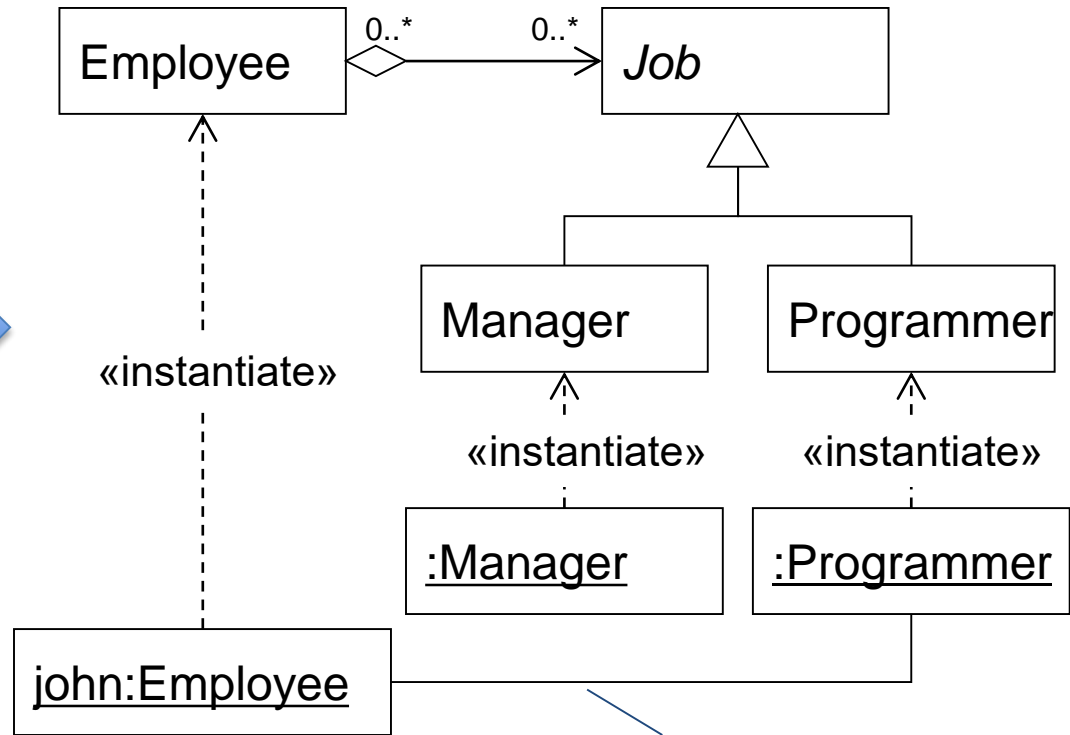 Employee
0..*
0..*
Job
Manager
Programmer
«instantiate»
«instantiate»
«instantiate»
:Manager
:Programmer
john:Employee